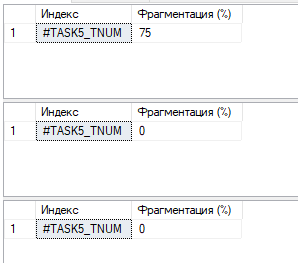 Индекс Фрагментация (%)
1 #TASK5_TNUM 75
Индекс Фрагментация (%)
1 #TASK5_TNUM 0
Индекс Фрагментация (%)
1 #TASK5_TNUM 0